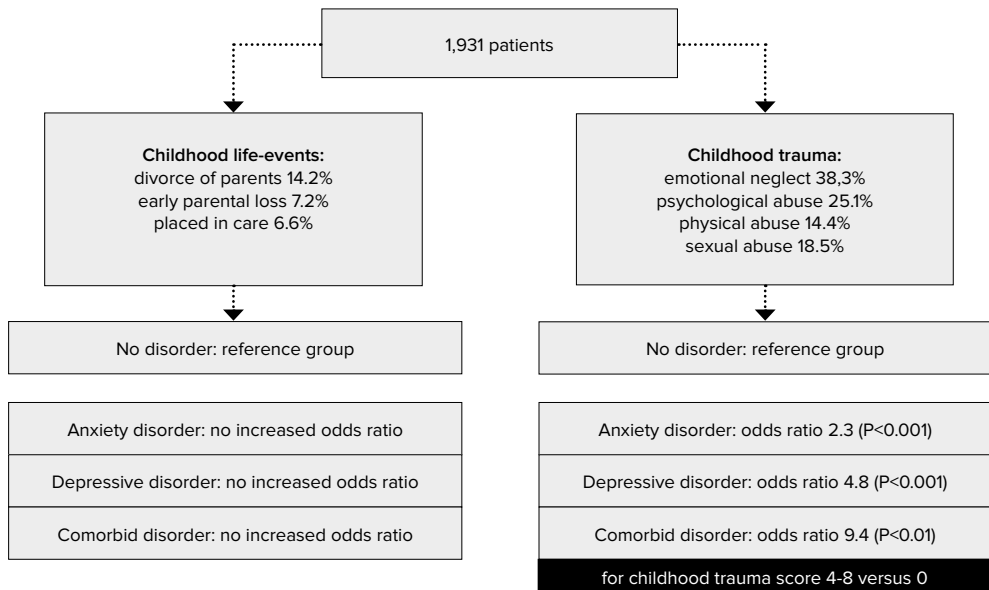 1,931 patients
Childhood life-events:
divorce of parents 14.2%
early parental loss 7.2%
placed in care 6.6%
No disorder: reference group
Anxiety disorder: no increased odds ratio
Depressive disorder: no increased odds ratio
Comorbid disorder: no increased odds ratio
Childhood trauma:
emotional neglect 38,3%
psychological abuse 25.1%
physical abuse 14.4%
sexual abuse 18.5%
No disorder: reference group
Anxiety disorder: odds ratio 2.3 (P<0.001)
Depressive disorder: odds ratio 4.8 (P<0.001)
Comorbid disorder: odds ratio 9.4 (P<0.01)
for childhood trauma score 4-8 versus 0